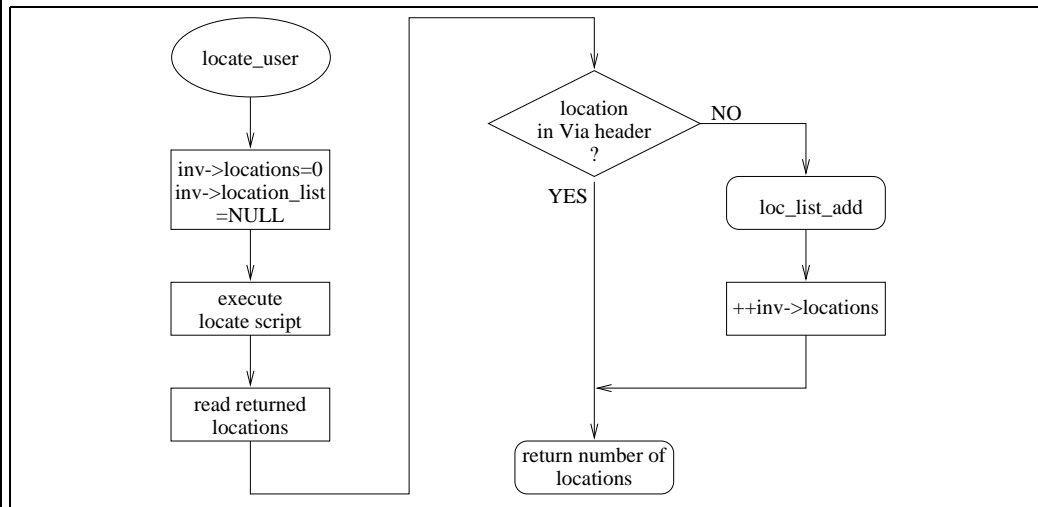 locate_user
inv->locations=0
inv->location_list
=NULL
execute
locate script
read returned
locations
location
in Via header
?
NO
YES
loc_list_add
++inv->locations
return number of
locations